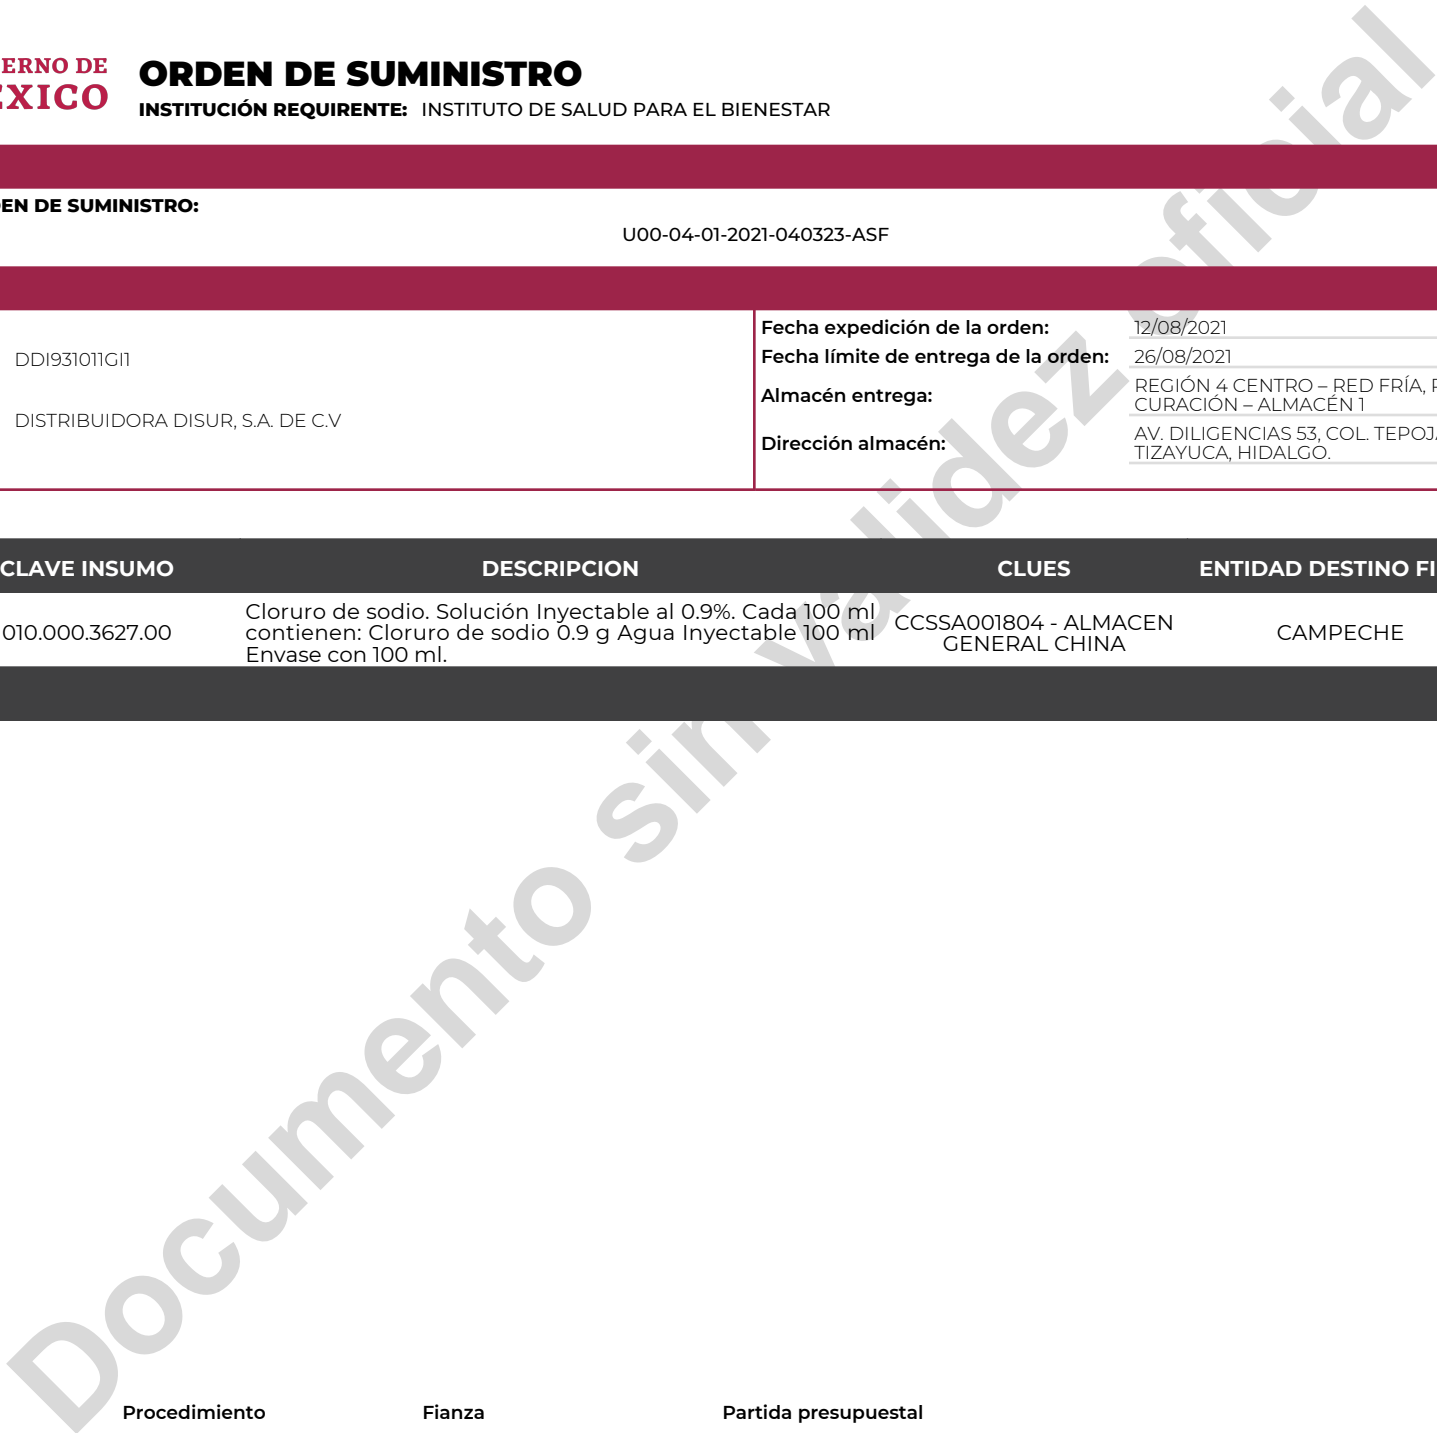 ERNO DE
ORDEN DE SUMINISTRO
INSTITUCIÓN REQUIRENTE: INSTITUTO DE SALUD PARA EL BIENESTAR
EXICO
EN DE SUMINISTRO:
U00-04-01-2021-040323-ASF
DDI931011GI1
DISTRIBUIDORA DISUR, S.A. DE C.V
Fecha expedición de la orden: 12/08/2021
Fecha límite de entrega de la orden: 26/08/2021
Almacén entrega: REGIÓN 4 CENTRO – RED FRÍA,
CURACIÓN – ALMACÉN 1
Dirección almacén: AV. DILIGENCIAS 53, COL. TEPOJ
TIZAYUCA, HIDALGO.
CLAVE INSUMO DESCRIPCION CLUES ENTIDAD DESTINO FI
010.000.3627.00
Cloruro de sodio. Solución Inyectable al 0.9%. Cada 100 ml
contienen: Cloruro de sodio 0.9 g Agua Inyectable 100 ml
Envase con 100 ml.
CCSSA001804 - ALMACEN
GENERAL CHINA
CAMPECHE
Documento sin validez oficial
Procedimiento Fianza Partida presupuestal